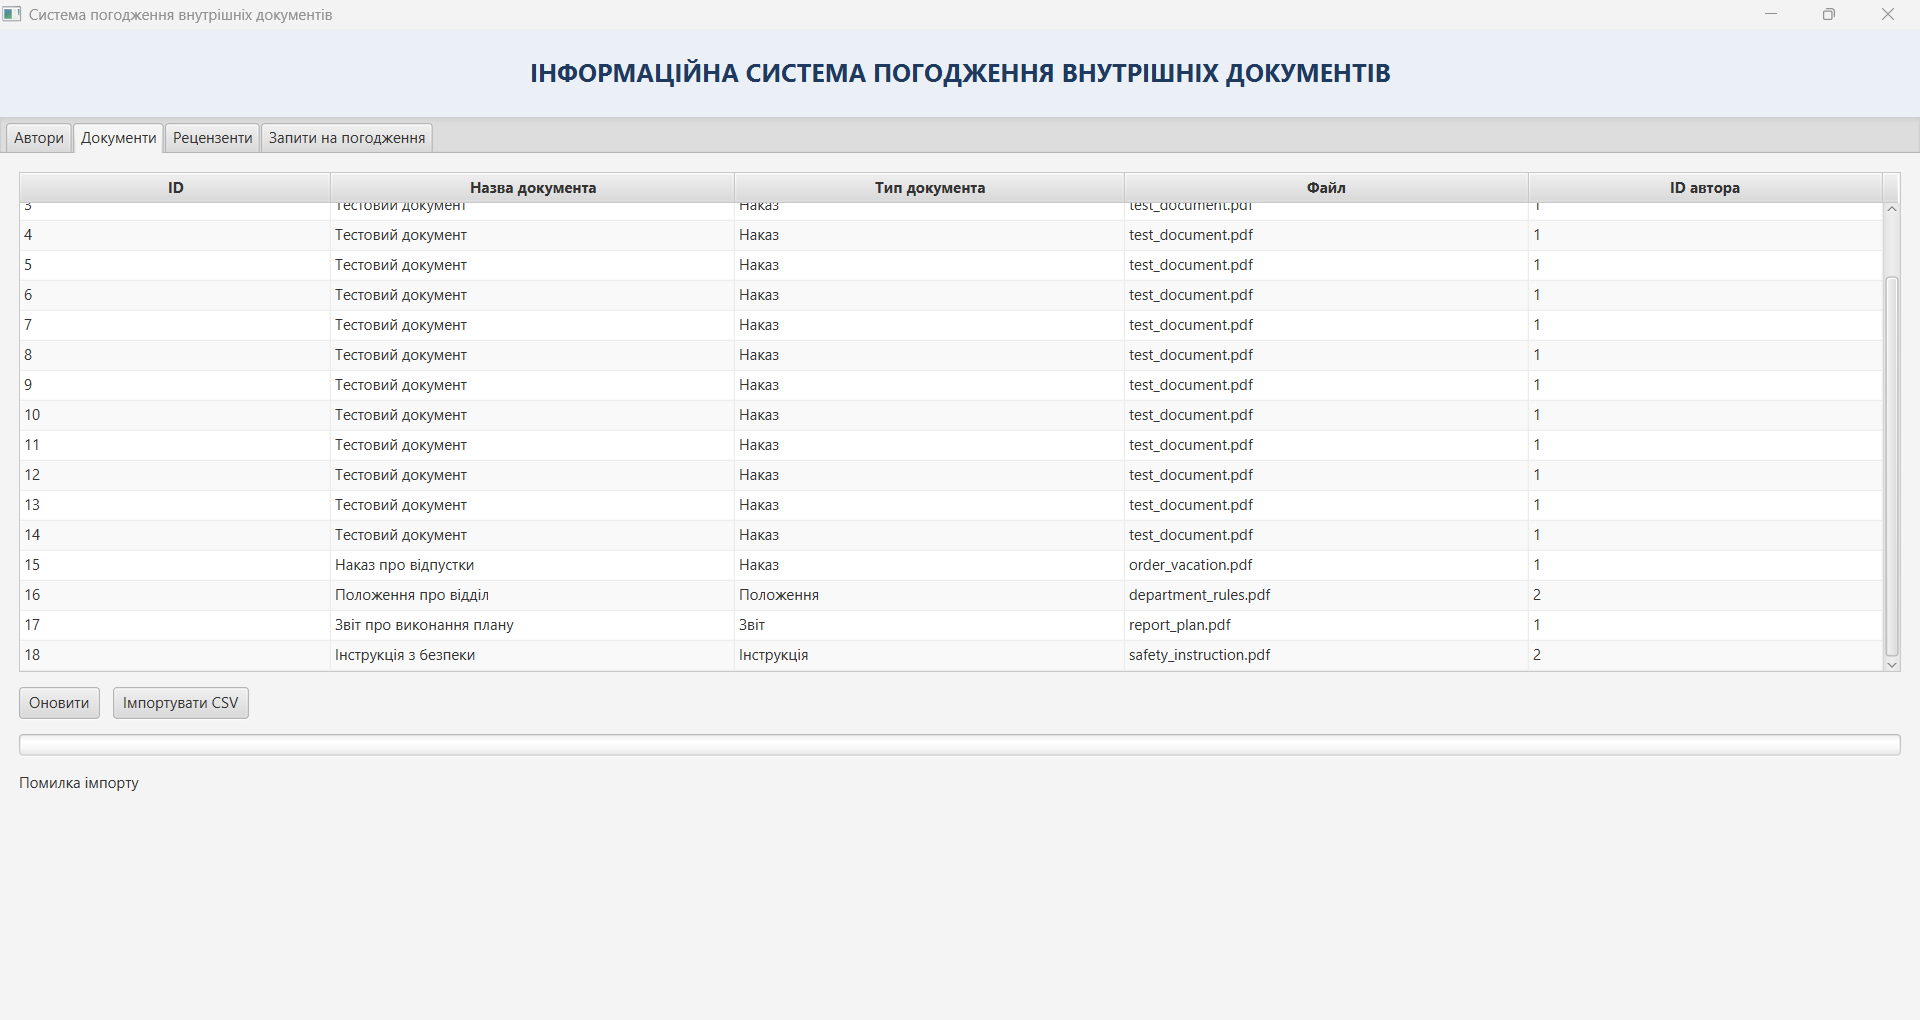 Система погодження внутрішніх документів
ІНФОРМАЦІЙНА СИСТЕМА ПОГОДЖЕННЯ ВНУТРІШНІХ ДОКУМЕНТІВ
Автори Документи Рецензенти Запити на погодження
ID Назва документа Тип документа Файл ID автора
3 Тестовий документ Наказ test_document.pdf 1
4 Тестовий документ Наказ test_document.pdf 1
5 Тестовий документ Наказ test_document.pdf 1
6 Тестовий документ Наказ test_document.pdf 1
7 Тестовий документ Наказ test_document.pdf 1
8 Тестовий документ Наказ test_document.pdf 1
9 Тестовий документ Наказ test_document.pdf 1
10 Тестовий документ Наказ test_document.pdf 1
11 Тестовий документ Наказ test_document.pdf 1
12 Тестовий документ Наказ test_document.pdf 1
13 Тестовий документ Наказ test_document.pdf 1
14 Тестовий документ Наказ test_document.pdf 1
15 Наказ про відпустки Наказ order_vacation.pdf 1
16 Положення про відділ Положення department_rules.pdf 2
17 Звіт про виконання плану Звіт report_plan.pdf 1
18 Інструкція з безпеки Інструкція safety_instruction.pdf 2
Оновити Імпортувати CSV
Помилка імпорту